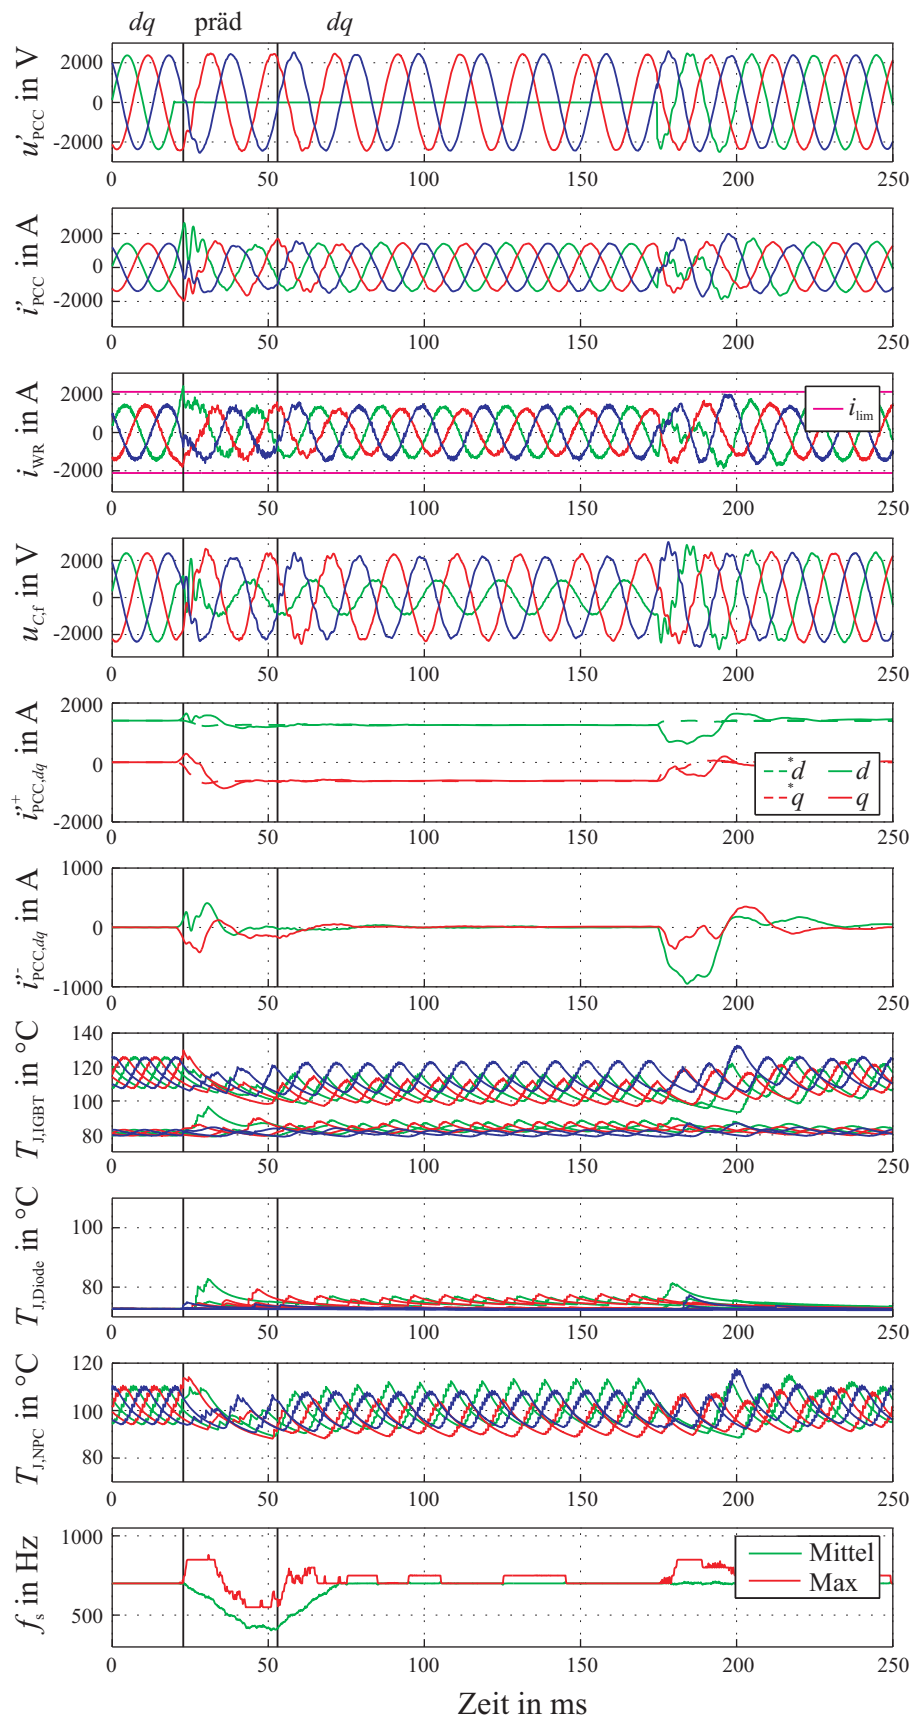 dq präd dq
u'PCC in V
2000
0
-2000
0 50 100 150 200 250
i'PCC in A
2000
0
-2000
0 50 100 150 200 250
iWR in A
2000
0
-2000
ilim
0 50 100 150 200 250
uC,f in V
2000
0
-2000
0 50 100 150 200 250
i'+PCC,dq in A
2000
0
-2000
*d d
*q q
0 50 100 150 200 250
i'-PCC,dq in A
1000
0
-1000
0 50 100 150 200 250
TJ,IGBT in °C
140
120
100
80
0 50 100 150 200 250
TJ,Diode in °C
100
80
0 50 100 150 200 250
TJ,NPC in °C
120
100
80
0 50 100 150 200 250
fs in Hz
1000
500
Mittel
Max
0 50 100 150 200 250
Zeit in ms